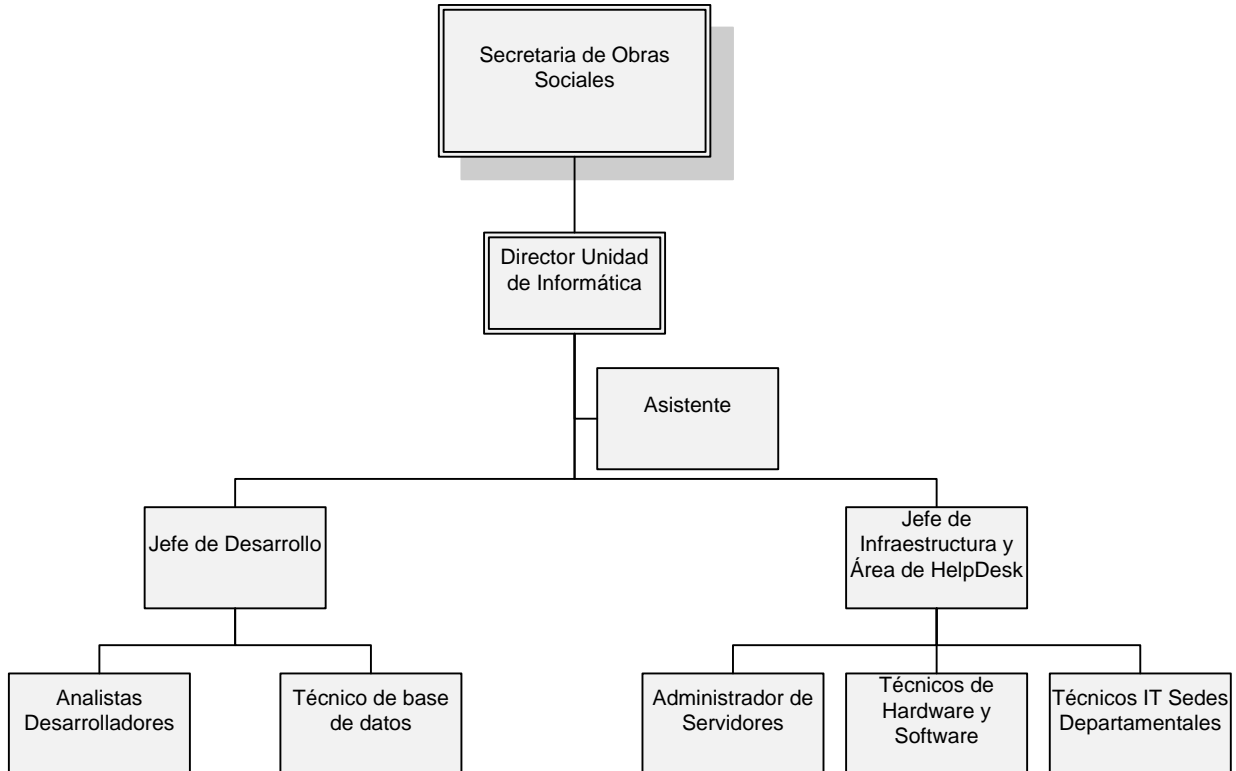 Secretaria de Obras
Sociales
Director Unidad
de Informática
Asistente
Jefe de Desarrollo
Jefe de
Infraestructura y
Área de HelpDesk
Analistas
Desarrolladores
Técnico de base
de datos
Administrador de
Servidores
Técnicos de
Hardware y
Software
Técnicos IT Sedes
Departamentales